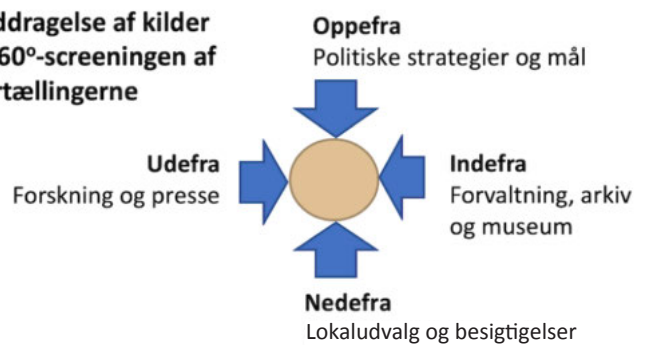 ddragelse af kilder
60º-screeningen af
rtællingerne
Oppefra
Politiske strategier og mål
Udefra
Forskning og presse
Indefra
Forvaltning, arkiv
og museum
Nedefra
Lokaludvalg og besigtigelser